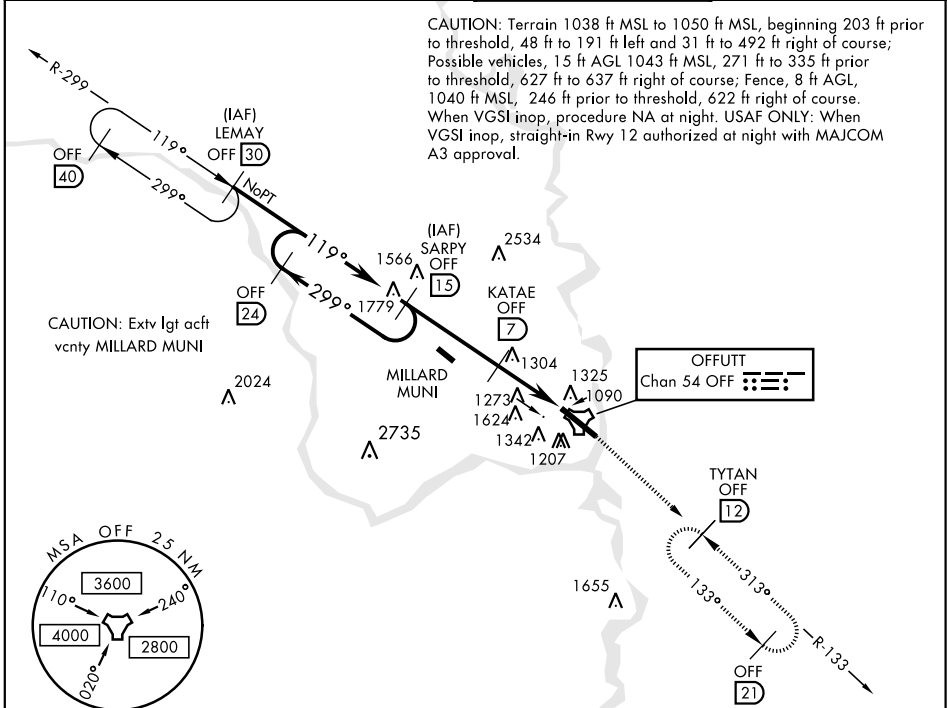 CAUTION: Terrain 1038 ft MSL to 1050 ft MSL, beginning 203 ft prior
to threshold, 48 ft to 191 ft left and 31 ft to 492 ft right of course;
Possible vehicles, 15 ft AGL 1043 ft MSL, 271 ft to 335 ft prior
to threshold, 627 ft to 637 ft right of course; Fence, 8 ft AGL,
1040 ft MSL, 246 ft prior to threshold, 622 ft right of course.
When VGSI inop, procedure NA at night. USAF ONLY: When
VGSI inop, straight-in Rwy 12 authorized at night with MAJCOM
A3 approval.
R-299
119°
299°
OFF
40
(IAF)
LEMAY
OFF 30
NoPT
119°
299°
OFF
24
(IAF)
SARPY
OFF
15
1566
1779
2534
KATAE
OFF
7
1304
CAUTION: Extv lgt acft
vcnty MILLARD MUNI
MILLARD
MUNI
2024
2735
1325
1090
1273
1624
1342
1207
OFFUTT
Chan 54 OFF
TYTAN
OFF
12
313°
133°
R-133
OFF
21
1655
MSA OFF 25 NM
3600
110°
240°
4000
2800
020°